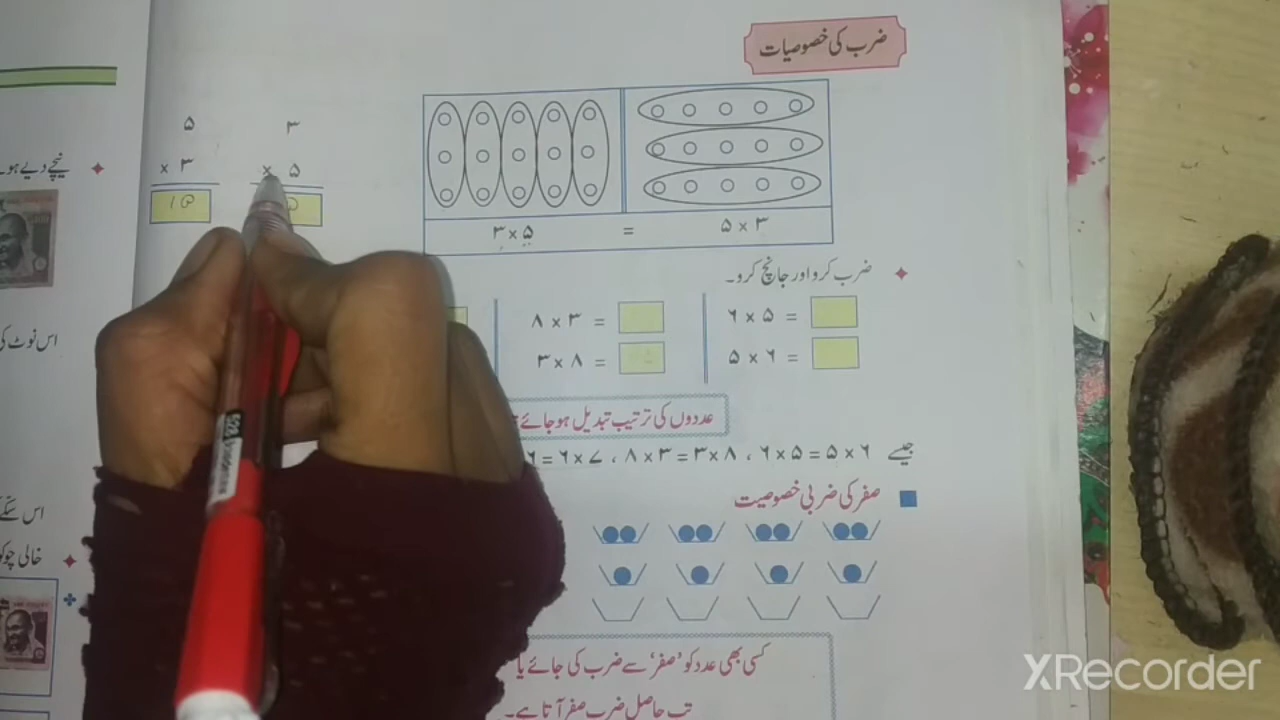 ضرب کی خصوصیات
۳
× ۵
۵
× ۳
۱۵
۳ × ۵ = ۵ × ۳
ضرب کرو اور جانچ کرو۔
۶ × ۵ =
۵ × ۶ =
۸ × ۳ =
۳ × ۸ =
عددوں کی ترتیب تبدیل ہو جائے
جیسے ۶ × ۵ = ۵ × ۶ ، ۸ × ۳ = ۳ × ۸ ، ۶ × ۷ =
صفر کی ضربی خصوصیت
کسی بھی عدد کو ’صفر‘ سے ضرب کی جائے یا
تب حاصل ضرب صفر آتا ہے۔
نیچے دیے
اس نوٹ کی
اس سکے
خالی
XRecorder